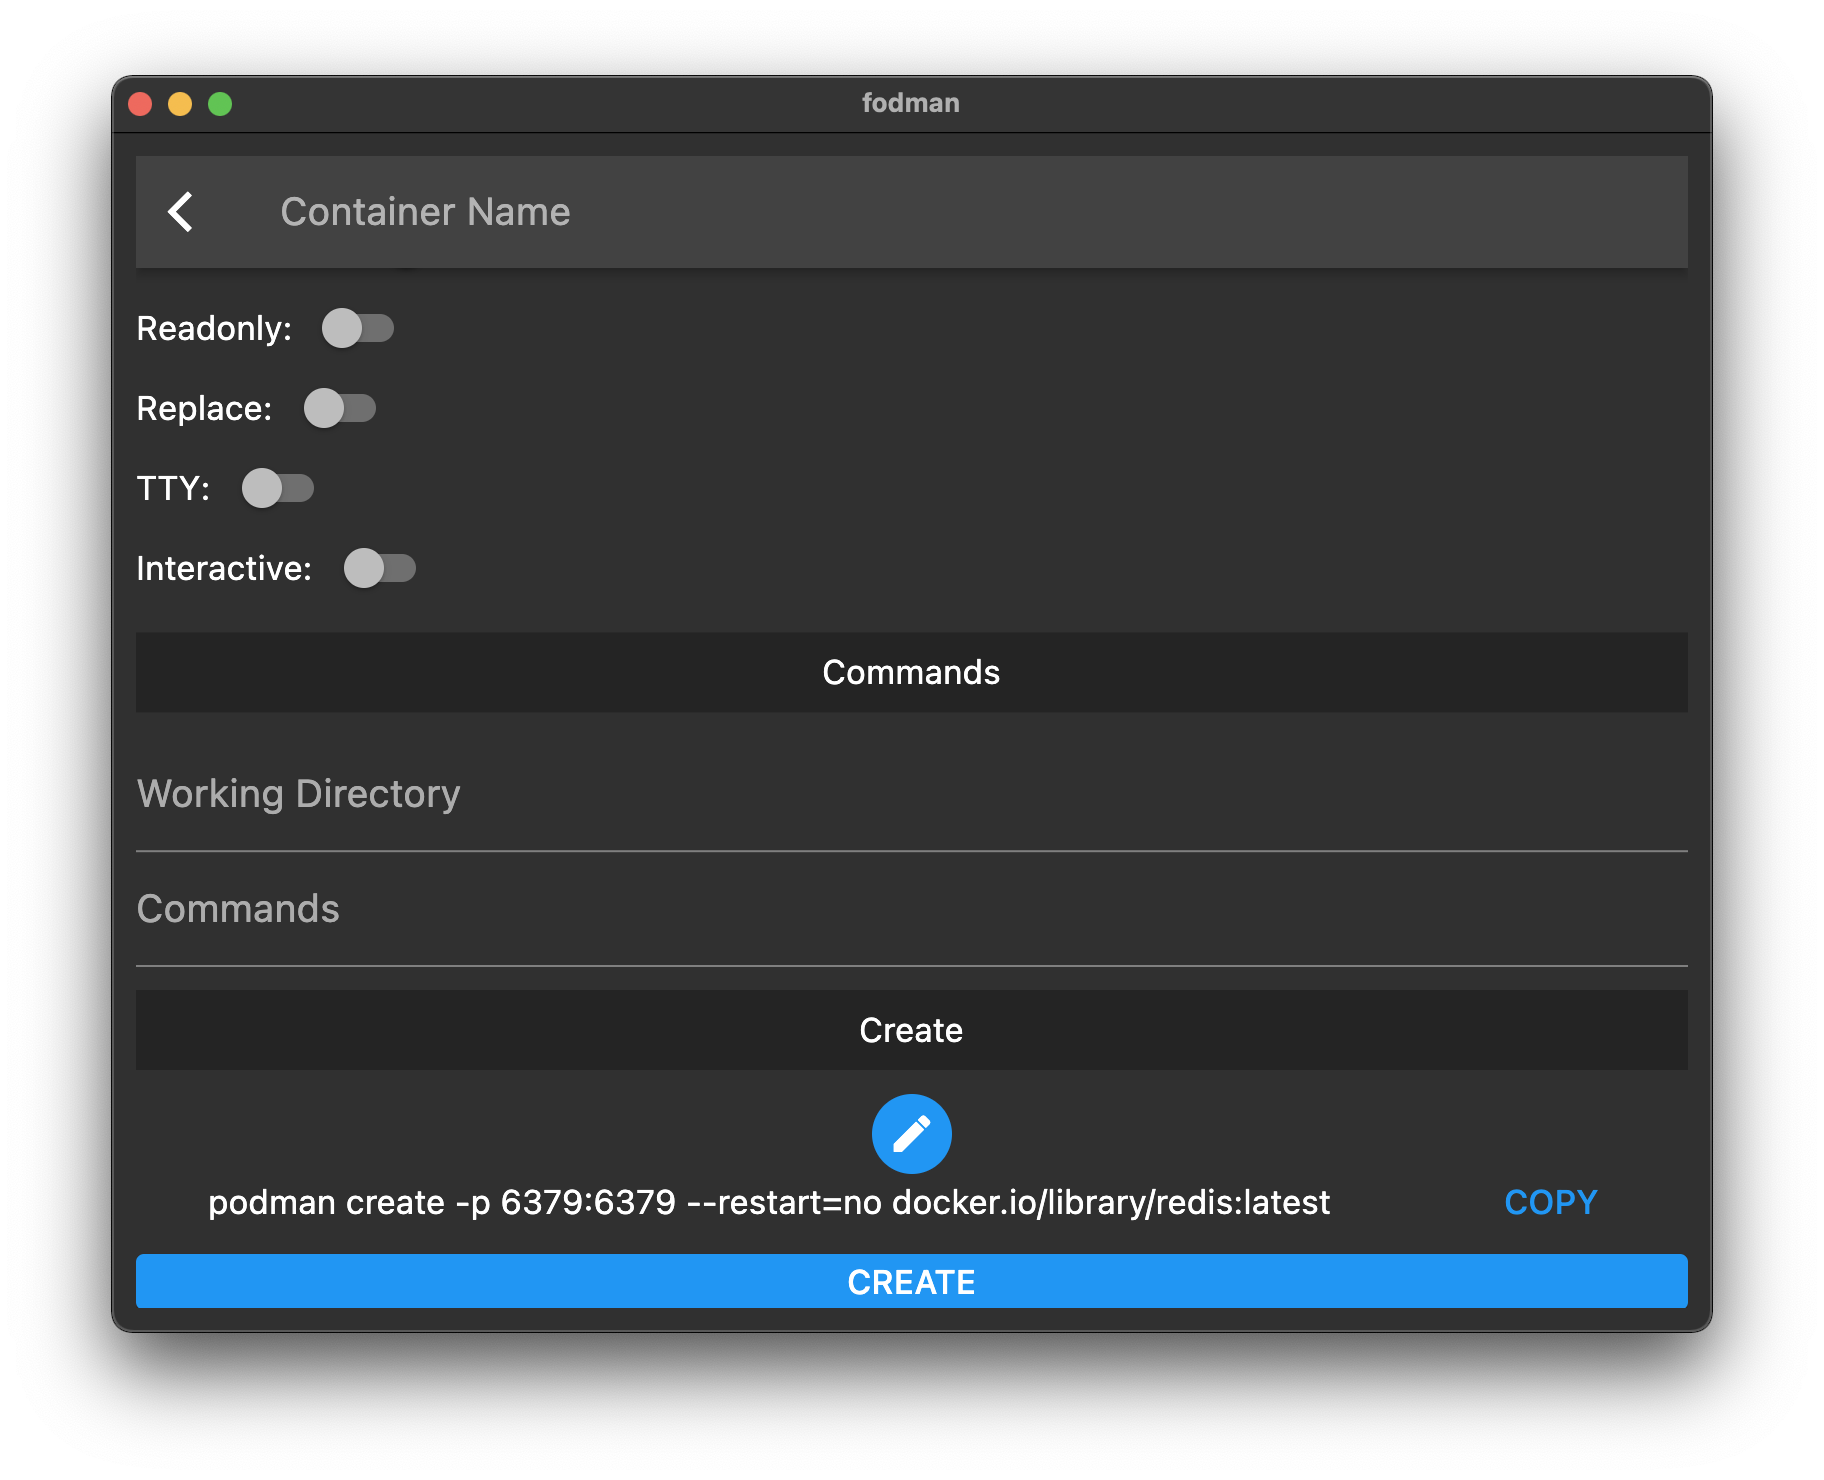 fodman
Container Name
Readonly:
Replace:
TTY:
Interactive:
Commands
Working Directory
Commands
Create
podman create -p 6379:6379 --restart=no docker.io/library/redis:latest COPY
CREATE